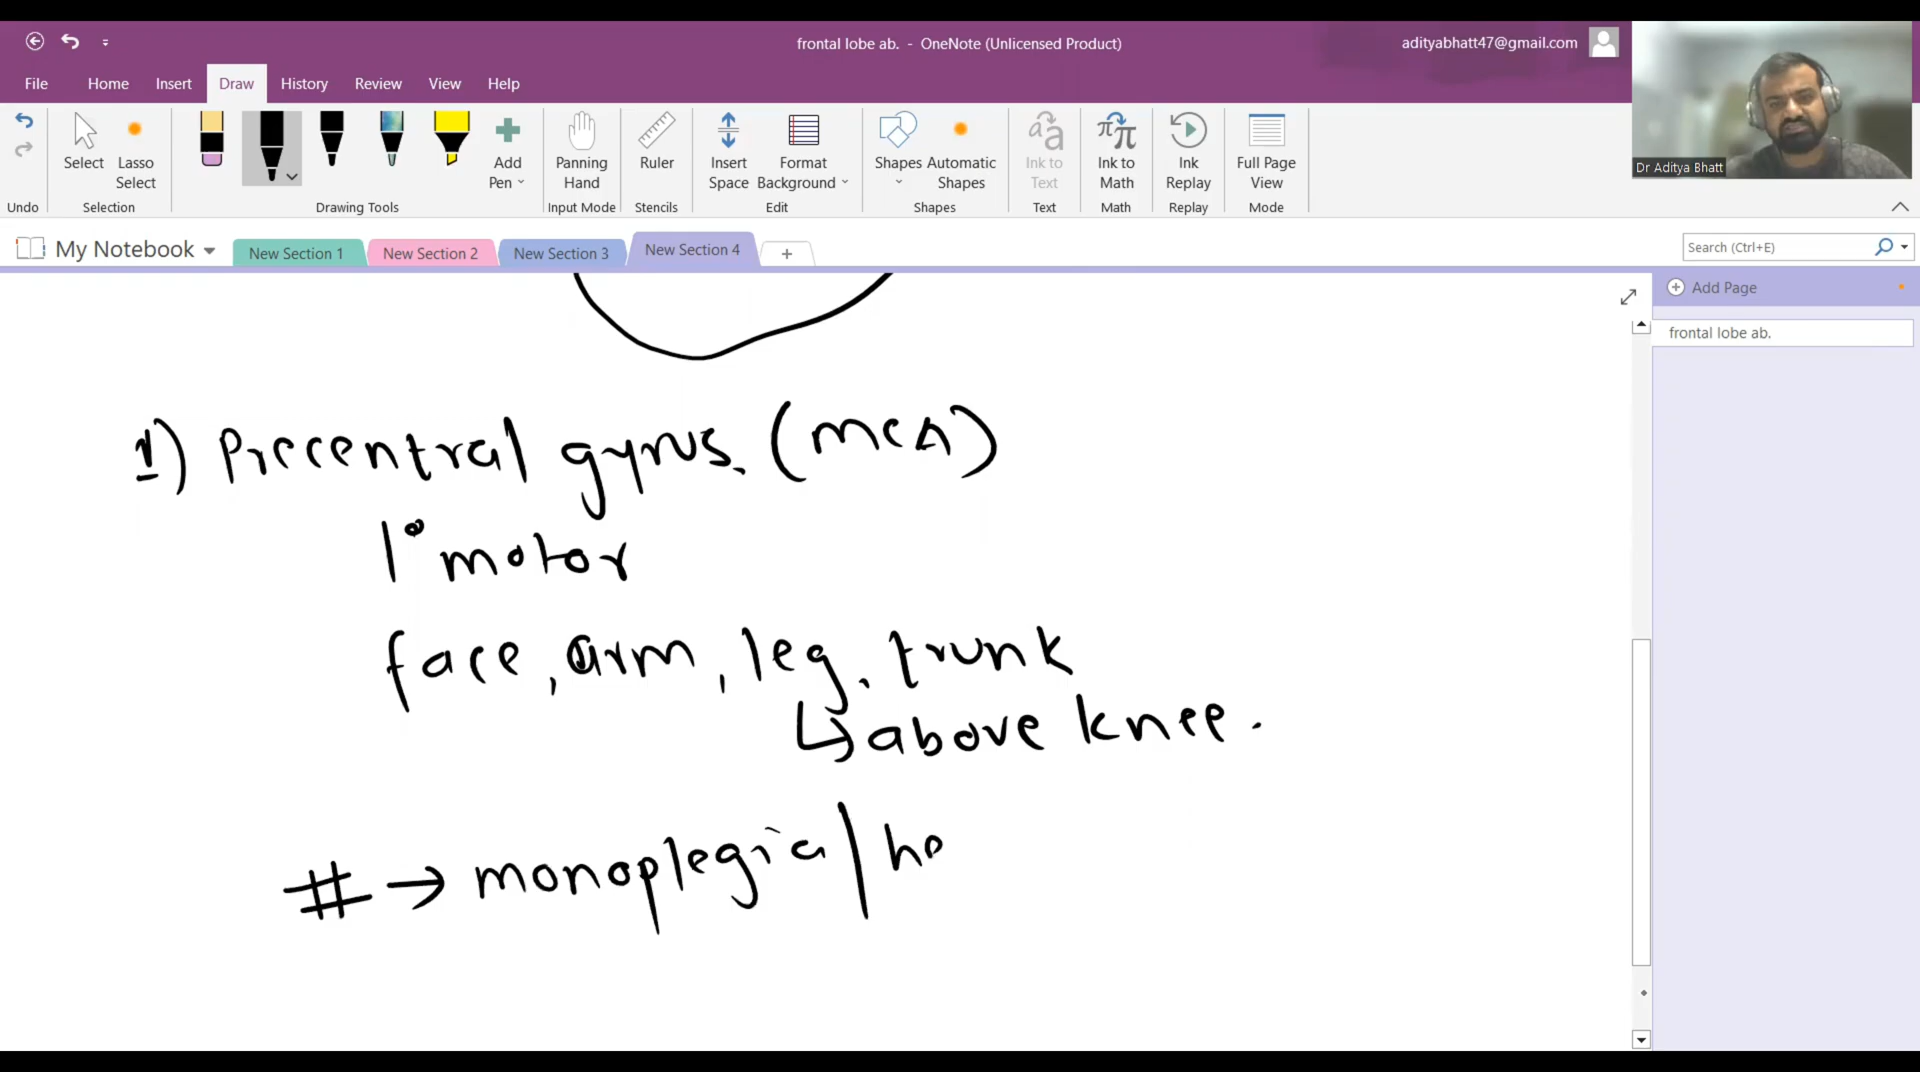 frontal lobe ab. - OneNote (Unlicensed Product)
adityabhatt47@gmail.com
File Home Insert Draw History Review View Help
Select
Lasso Select
Add Pen
Panning Hand
Ruler
Insert Space
Format Background
Shapes
Automatic Shapes
Ink to Text
Ink to Math
Ink Replay
Full Page View
Undo Selection Drawing Tools Input Mode Stencils Edit Shapes Text Math Replay Mode
Dr Aditya Bhatt
My Notebook New Section 1 New Section 2 New Section 3 New Section 4 +
Search (Ctrl+E)
Add Page
frontal lobe ab.
1) Precentral gyrus. (MCA)
1° motor
face, arm, leg, trunk
↳ above knee.
# → monoplegia / he